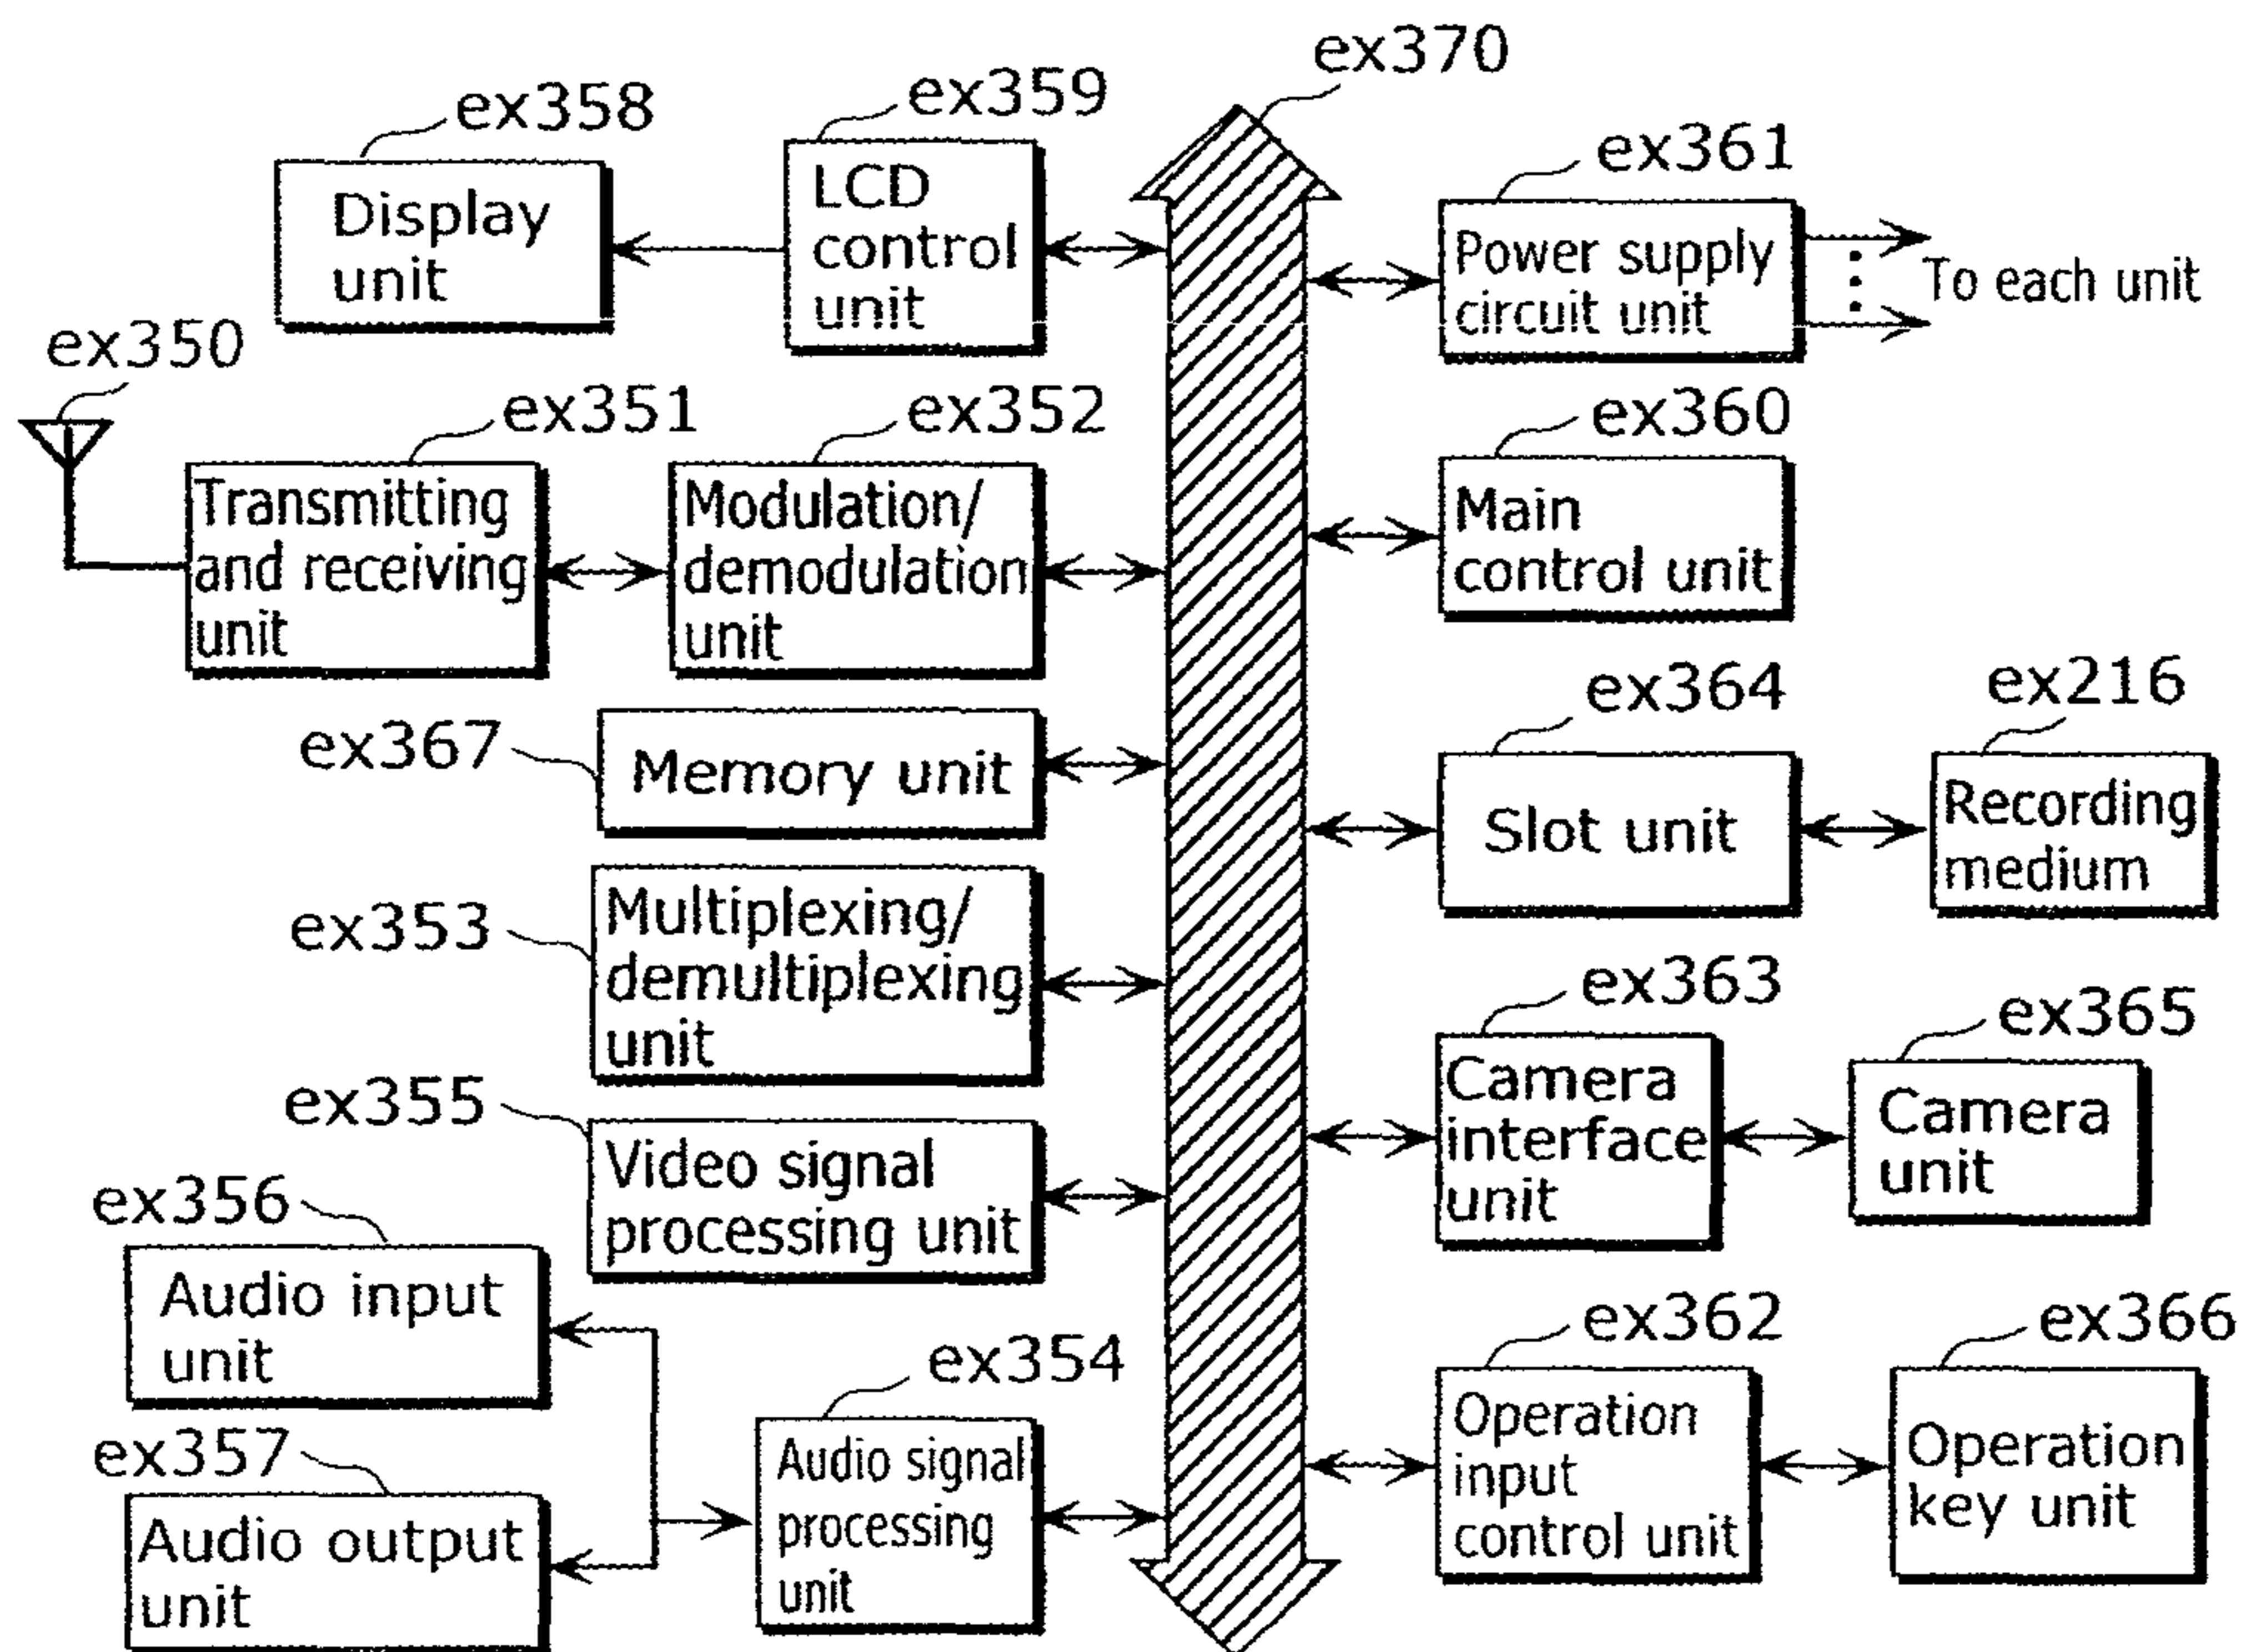 ex370
ex359
ex358
LCD
control
unit
Display
unit
ex361
Power supply
circuit unit
To each unit
ex350
ex351
ex352
Transmitting
and receiving
unit
Modulation/
demodulation
unit
ex360
Main
control unit
ex367
Memory unit
ex364
Slot unit
ex216
Recording
medium
ex353
Multiplexing/
demultiplexing
unit
ex363
Camera
interface
unit
ex365
Camera
unit
ex355
Video signal
processing unit
ex356
Audio input
unit
ex357
Audio output
unit
ex354
Audio signal
processing
unit
ex362
Operation
input
control unit
ex366
Operation
key unit